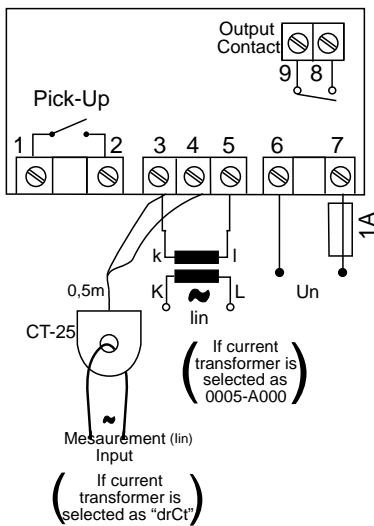 Output
Contact
9 8
Pick-Up
1 2 3 4 5 6 7
1A
k l
K L
0,5m
Iin
Un
CT-25
If current
transformer is
selected as
0005-A000
Mesaurement (Iin)
Input
If current
transformer is
selected as “drCt”